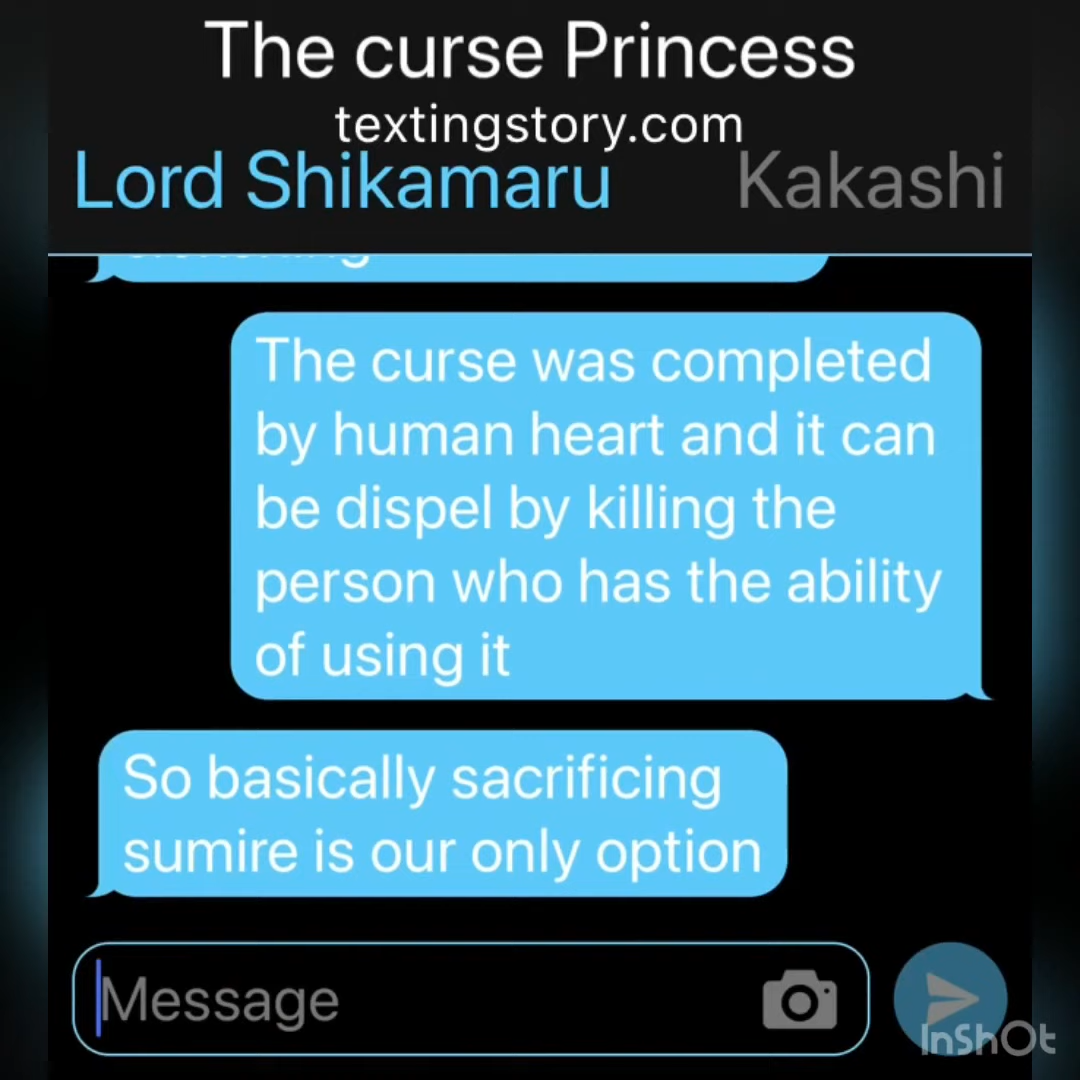 The curse Princess
textingstory.com
Lord Shikamaru Kakashi
The curse was completed
by human heart and it can
be dispel by killing the
person who has the ability
of using it
So basically sacrificing
sumire is our only option
Message
InShOt